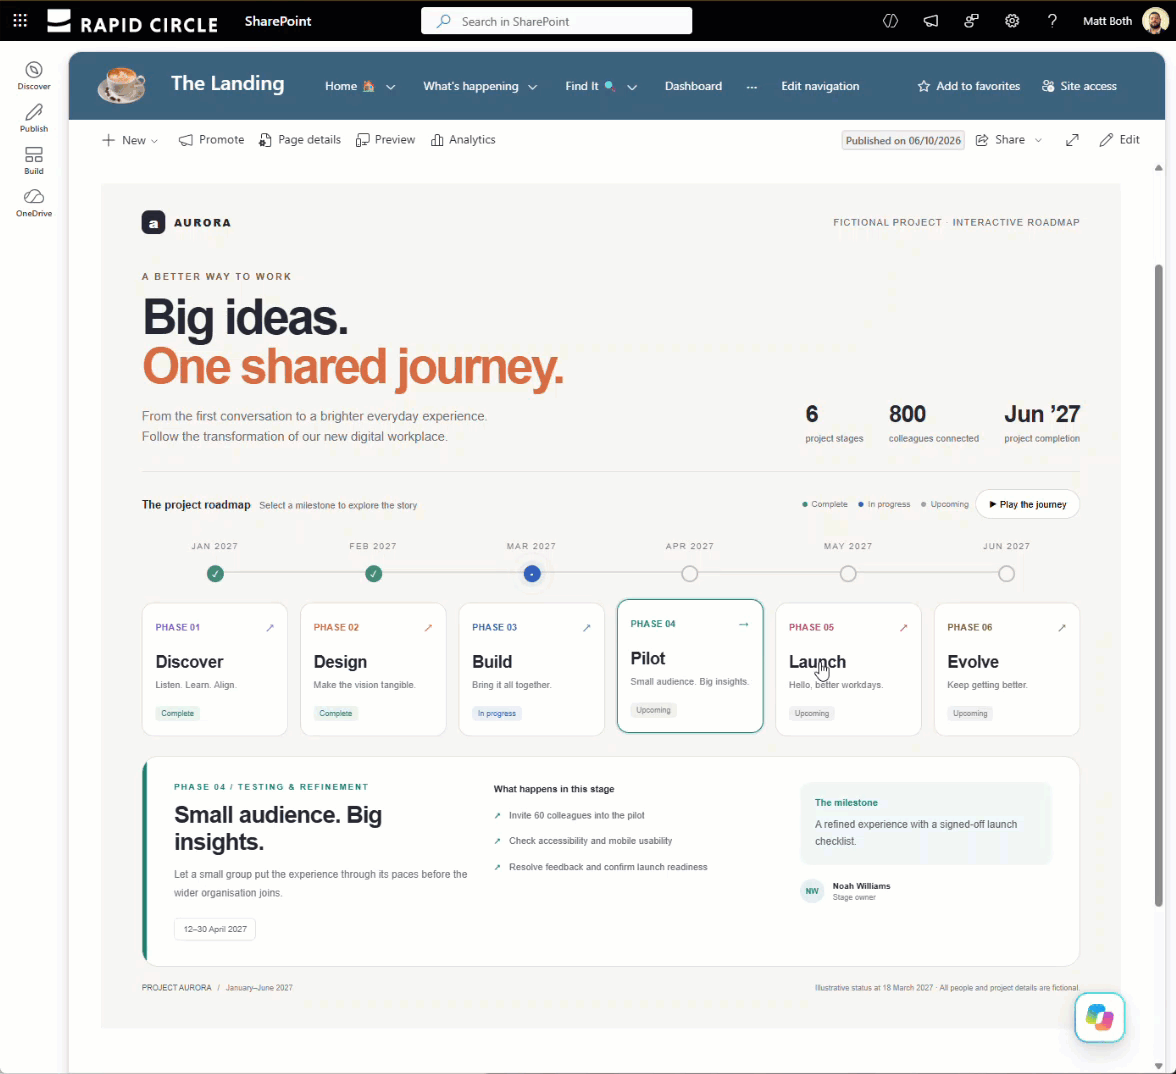 RAPID CIRCLE
SharePoint
Search in SharePoint
Matt Both
Discover
Publish
Build
OneDrive
The Landing
Home
What's happening
Find It
Dashboard
...
Edit navigation
Add to favorites
Site access
New
Promote
Page details
Preview
Analytics
Published on 06/10/2026
Share
Edit
a AURORA
FICTIONAL PROJECT · INTERACTIVE ROADMAP
A BETTER WAY TO WORK
Big ideas.
One shared journey.
From the first conversation to a brighter everyday experience.
Follow the transformation of our new digital workplace.
6
project stages
800
colleagues connected
Jun ’27
project completion
The project roadmap
Select a milestone to explore the story
Complete
In progress
Upcoming
Play the journey
JAN 2027
FEB 2027
MAR 2027
APR 2027
MAY 2027
JUN 2027
PHASE 01
Discover
Listen. Learn. Align.
Complete
PHASE 02
Design
Make the vision tangible.
Complete
PHASE 03
Build
Bring it all together.
In progress
PHASE 04
Pilot
Small audience. Big insights.
Upcoming
PHASE 05
Launch
Hello, better workdays.
Upcoming
PHASE 06
Evolve
Keep getting better.
Upcoming
PHASE 04 / TESTING & REFINEMENT
Small audience. Big
insights.
Let a small group put the experience through its paces before the
wider organisation joins.
12–30 April 2027
What happens in this stage
Invite 60 colleagues into the pilot
Check accessibility and mobile usability
Resolve feedback and confirm launch readiness
The milestone
A refined experience with a signed-off launch
checklist.
NW
Noah Williams
Stage owner
PROJECT AURORA / January–June 2027
Illustrative status at 18 March 2027 · All people and project details are fictional.